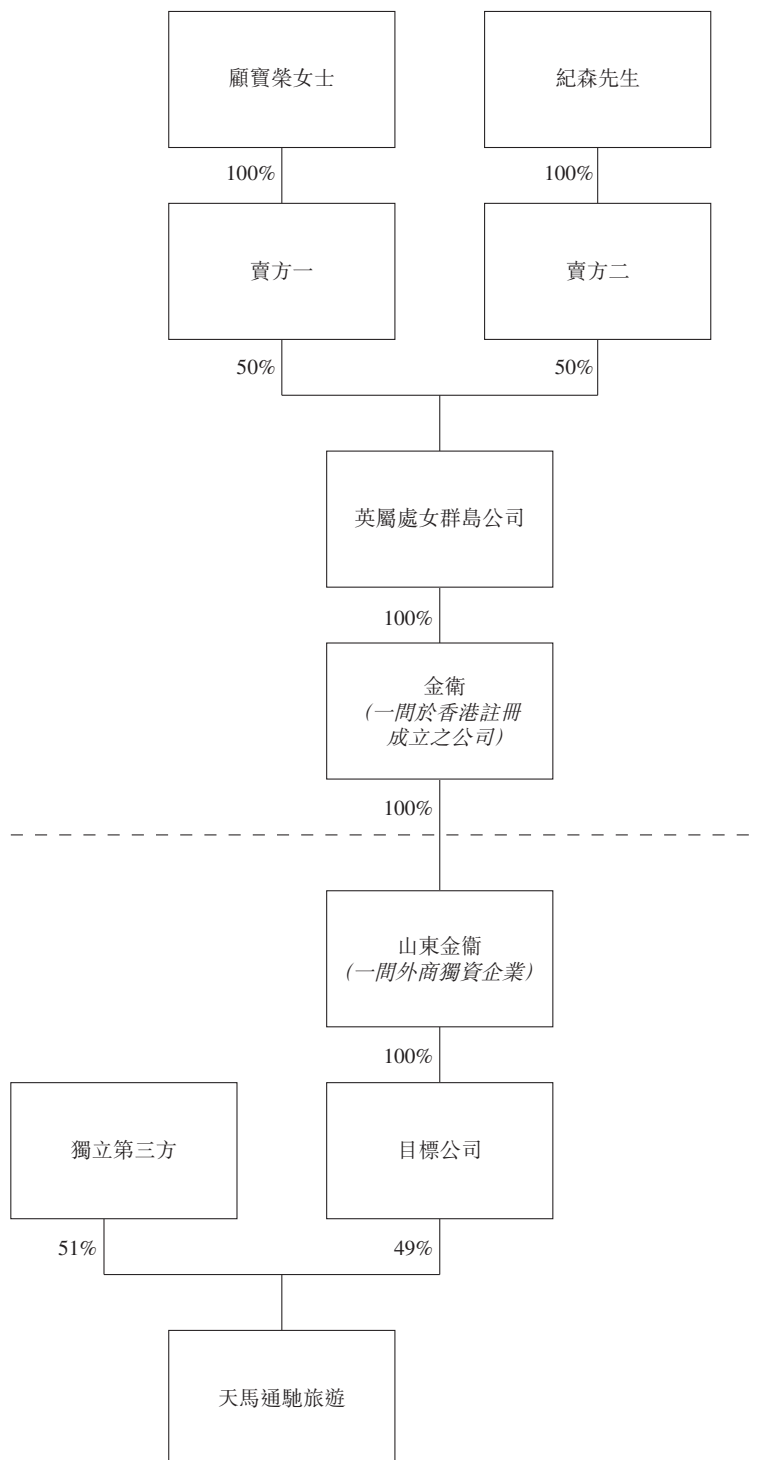 顧寶榮女士
紀森先生
100%
100%
賣方一
賣方二
50%
50%
英屬處女群島公司
100%
金衛
(一間於香港註冊
成立之公司)
100%
山東金衛
(一間外商獨資企業)
100%
獨立第三方
目標公司
51%
49%
天馬通馳旅遊